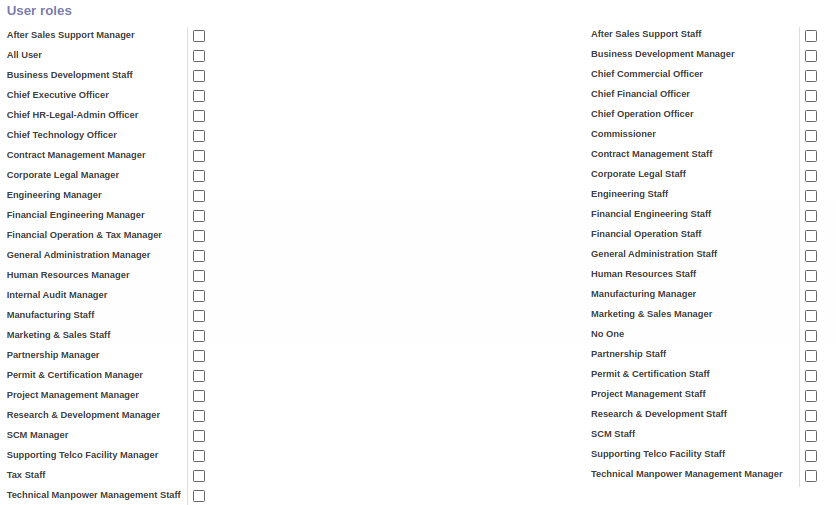 User roles
After Sales Support Manager
After Sales Support Staff
All User
Business Development Manager
Business Development Staff
Chief Commercial Officer
Chief Executive Officer
Chief Financial Officer
Chief HR-Legal-Admin Officer
Chief Operation Officer
Chief Technology Officer
Commissioner
Contract Management Manager
Contract Management Staff
Corporate Legal Manager
Corporate Legal Staff
Engineering Manager
Engineering Staff
Financial Engineering Manager
Financial Engineering Staff
Financial Operation & Tax Manager
Financial Operation Staff
General Administration Manager
General Administration Staff
Human Resources Manager
Human Resources Staff
Internal Audit Manager
Manufacturing Manager
Manufacturing Staff
Marketing & Sales Manager
Marketing & Sales Staff
No One
Partnership Manager
Partnership Staff
Permit & Certification Manager
Permit & Certification Staff
Project Management Manager
Project Management Staff
Research & Development Manager
Research & Development Staff
SCM Manager
SCM Staff
Supporting Telco Facility Manager
Supporting Telco Facility Staff
Tax Staff
Technical Manpower Management Manager
Technical Manpower Management Staff